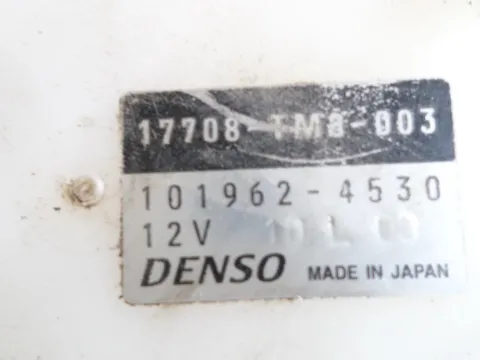 17708-TM8-003
101962-4530
12V
DENSO MADE IN JAPAN